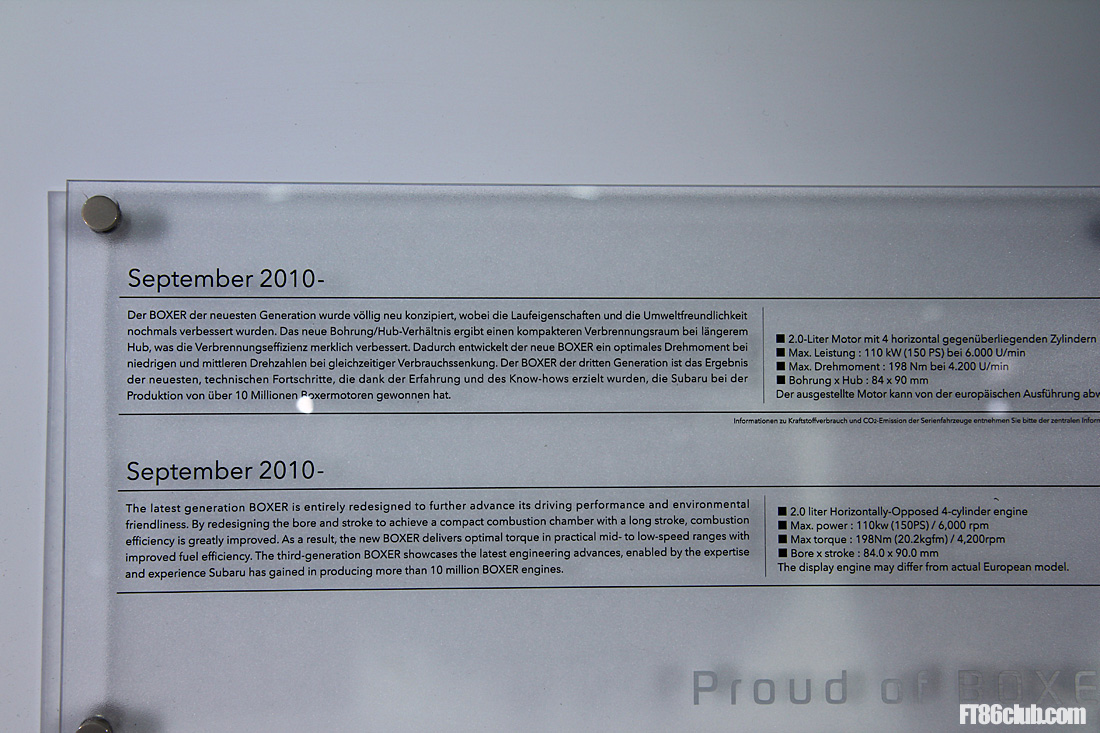 September 2010-
Der BOXER der neuesten Generation wurde völlig neu konzipiert, wobei die Laufeigenschaften und die Umweltfreundlichkeit
nochmals verbessert wurden. Das neue Bohrung/Hub-Verhältnis ergibt einen kompakteren Verbrennungsraum bei längerem
Hub, was die Verbrennungseffizienz merklich verbessert. Dadurch entwickelt der neue BOXER ein optimales Drehmoment bei
niedrigen und mittleren Drehzahlen bei gleichzeitiger Verbrauchssenkung. Der BOXER der dritten Generation ist das Ergebnis
der neuesten, technischen Fortschritte, die dank der Erfahrung und des Know-hows erzielt wurden, die Subaru bei der
Produktion von über 10 Millionen Boxermotoren gewonnen hat.
■ 2.0-Liter Motor mit 4 horizontal gegenüberliegenden Zylindern
■ Max. Leistung : 110 kW (150 PS) bei 6.000 U/min
■ Max. Drehmoment : 198 Nm bei 4.200 U/min
■ Bohrung x Hub : 84 x 90 mm
Der ausgestellte Motor kann von der europäischen Ausführung abw
Informationen zu Kraftstoffverbrauch und CO2-Emission der Serienfahrzeuge entnehmen Sie bitte der zentralen Inform
September 2010-
The latest generation BOXER is entirely redesigned to further advance its driving performance and environmental
friendliness. By redesigning the bore and stroke to achieve a compact combustion chamber with a long stroke, combustion
efficiency is greatly improved. As a result, the new BOXER delivers optimal torque in practical mid- to low-speed ranges with
improved fuel efficiency. The third-generation BOXER showcases the latest engineering advances, enabled by the expertise
and experience Subaru has gained in producing more than 10 million BOXER engines.
■ 2.0 liter Horizontally-Opposed 4-cylinder engine
■ Max. power : 110kw (150PS) / 6,000 rpm
■ Max torque : 198Nm (20.2kgfm) / 4,200rpm
■ Bore x stroke : 84.0 x 90.0 mm
The display engine may differ from actual European model.
Proud of BOXE
FT86club.com